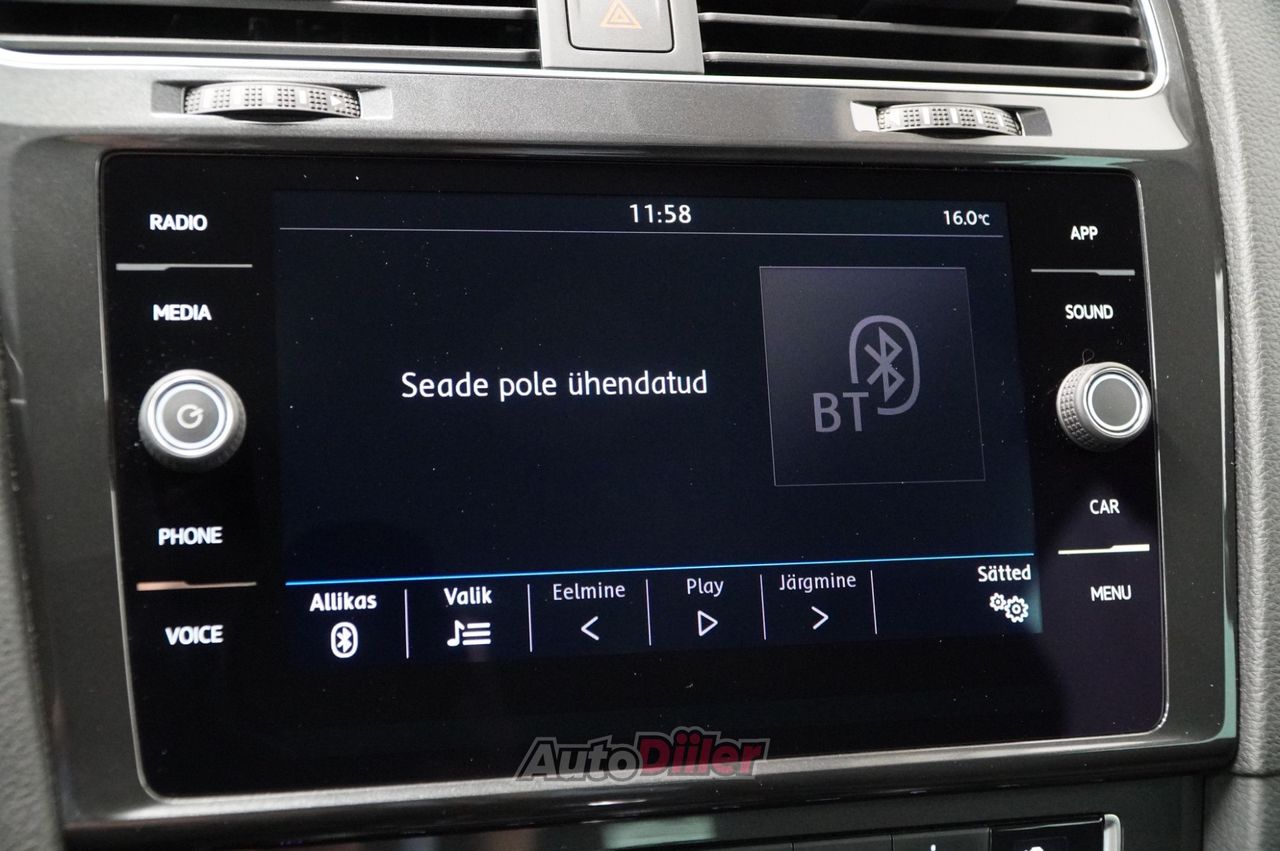 11:58
16.0°C
RADIO
MEDIA
PHONE
VOICE
APP
SOUND
CAR
MENU
Seade pole ühendatud
BT
Allikas
Valik
Eelmine
Play
Järgmine
Sätted
AutoDiiler